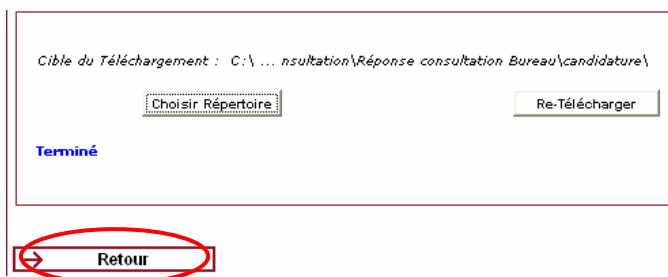 Cible du Téléchargement : C:\ ... nsultation\Réponse consultation Bureau\candidature\
Choisir Répertoire Re-Télécharger
Terminé
Retour